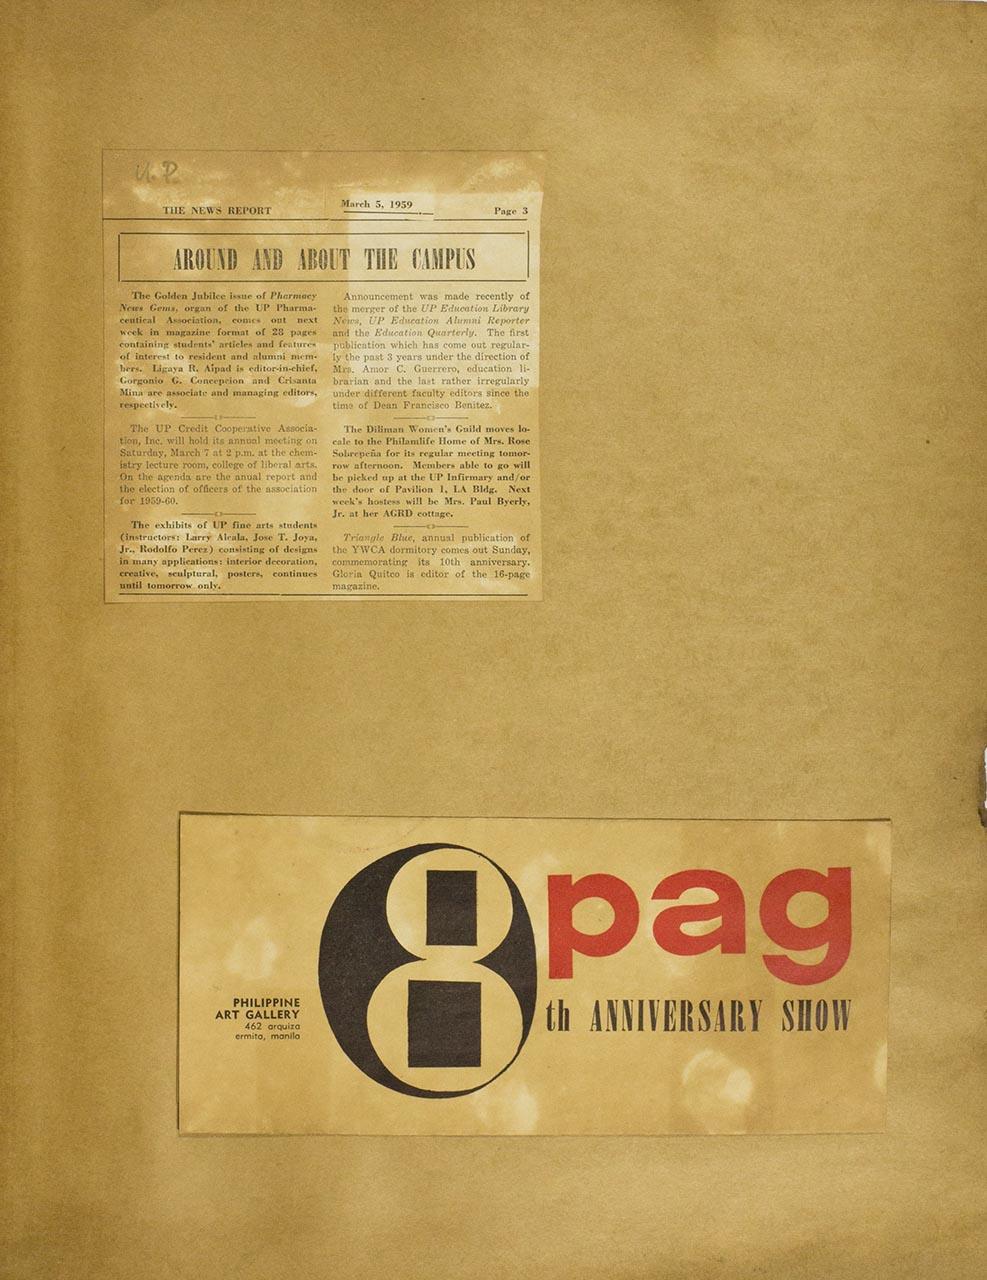 U. P.
THE NEWS REPORT
March 5, 1959
Page 3
AROUND AND ABOUT THE CAMPUS
The Golden Jubilee issue of Pharmacy
News Gems, organ of the UP Pharma-
ceutical Association, comes out next
week in magazine format of 28 pages
containing students' articles and features
of interest to resident and alumni mem-
bers. Ligaya R. Alpad is editor-in-chief,
Gorgonio G. Concepcion and Crisanta
Mina are associate and managing editors,
respectively.
The UP Credit Cooperative Associa-
tion, Inc. will hold its annual meeting on
Saturday, March 7 at 2 p.m. at the chem-
istry lecture room, college of liberal arts.
On the agenda are the anual report and
the election of officers of the association
for 1959-60.
The exhibits of UP fine arts students
(instructors: Larry Alcala, Jose T. Joya,
Jr., Rodolfo Perez) consisting of designs
in many applications: interior decoration,
creative, sculptural, posters, continues
until tomorrow only.
Announcement was made recently of
the merger of the UP Education Library
News, UP Education Alumni Reporter
and the Education Quarterly. The first
publication which has come out regular-
ly the past 3 years under the direction of
Mrs. Amor C. Guerrero, education li-
brarian and the last rather irregularly
under different faculty editors since the
time of Dean Francisco Benitez.
The Diliman Women's Guild moves lo-
cale to the Philamlife Home of Mrs. Rose
Sobrepeña for its regular meeting tomor-
row afternoon. Members able to go will
be picked up at the UP Infirmary and/or
the door of Pavilion 1, LA Bldg. Next
week's hostess will be Mrs. Paul Byerly,
Jr. at her AGRD cottage.
Triangle Blue, annual publication of
the YWCA dormitory comes out Sunday,
commemorating its 10th anniversary.
Gloria Quitco is editor of the 16-page
magazine.
PHILIPPINE
ART GALLERY
462 arquiza
ermita, manila
8
pag
th ANNIVERSARY SHOW